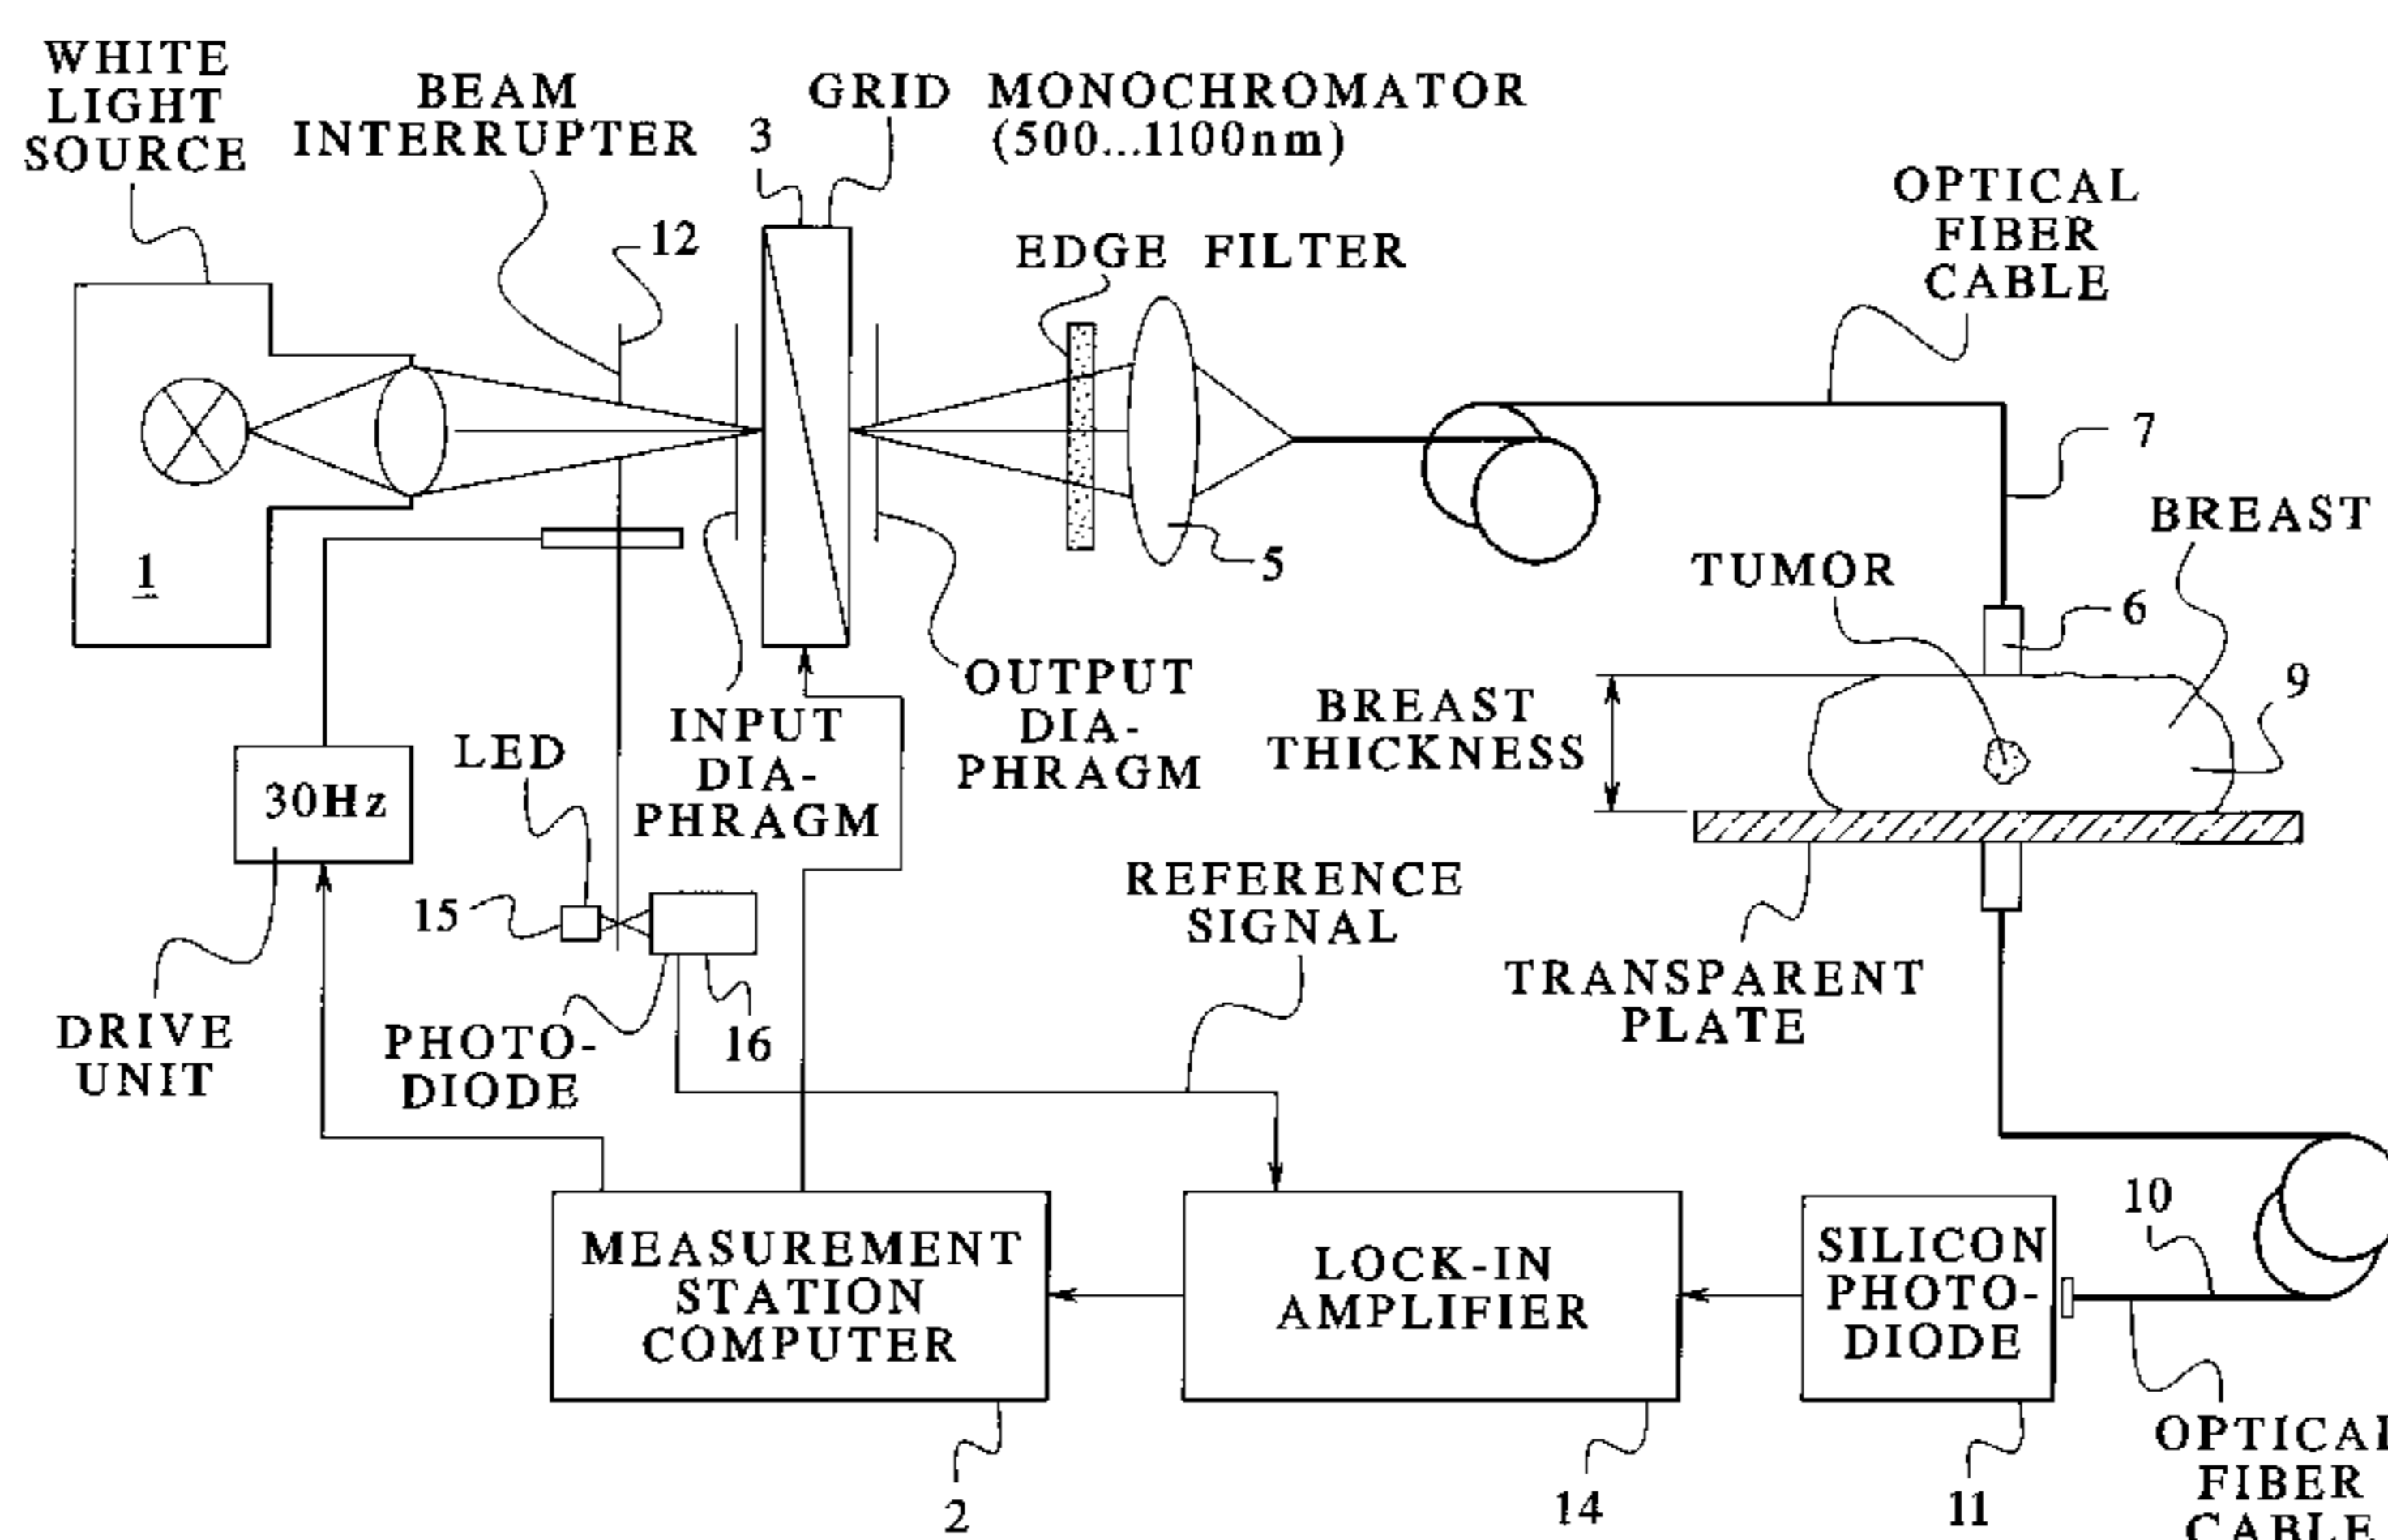 WHITE
LIGHT
SOURCE
BEAM
INTERRUPTER
3
GRID MONOCHROMATOR
(500...1100nm)
12
EDGE FILTER
OPTICAL
FIBER
CABLE
7
BREAST
1
5
TUMOR
6
9
OUTPUT
DIA-
PHRAGM
INPUT
DIA-
PHRAGM
BREAST
THICKNESS
LED
30Hz
15
REFERENCE
SIGNAL
DRIVE
UNIT
PHOTO-
DIODE
16
TRANSPARENT
PLATE
10
MEASUREMENT
STATION
COMPUTER
LOCK-IN
AMPLIFIER
SILICON
PHOTO-
DIODE
2
14
11
OPTICAL
FIBER
CABLE